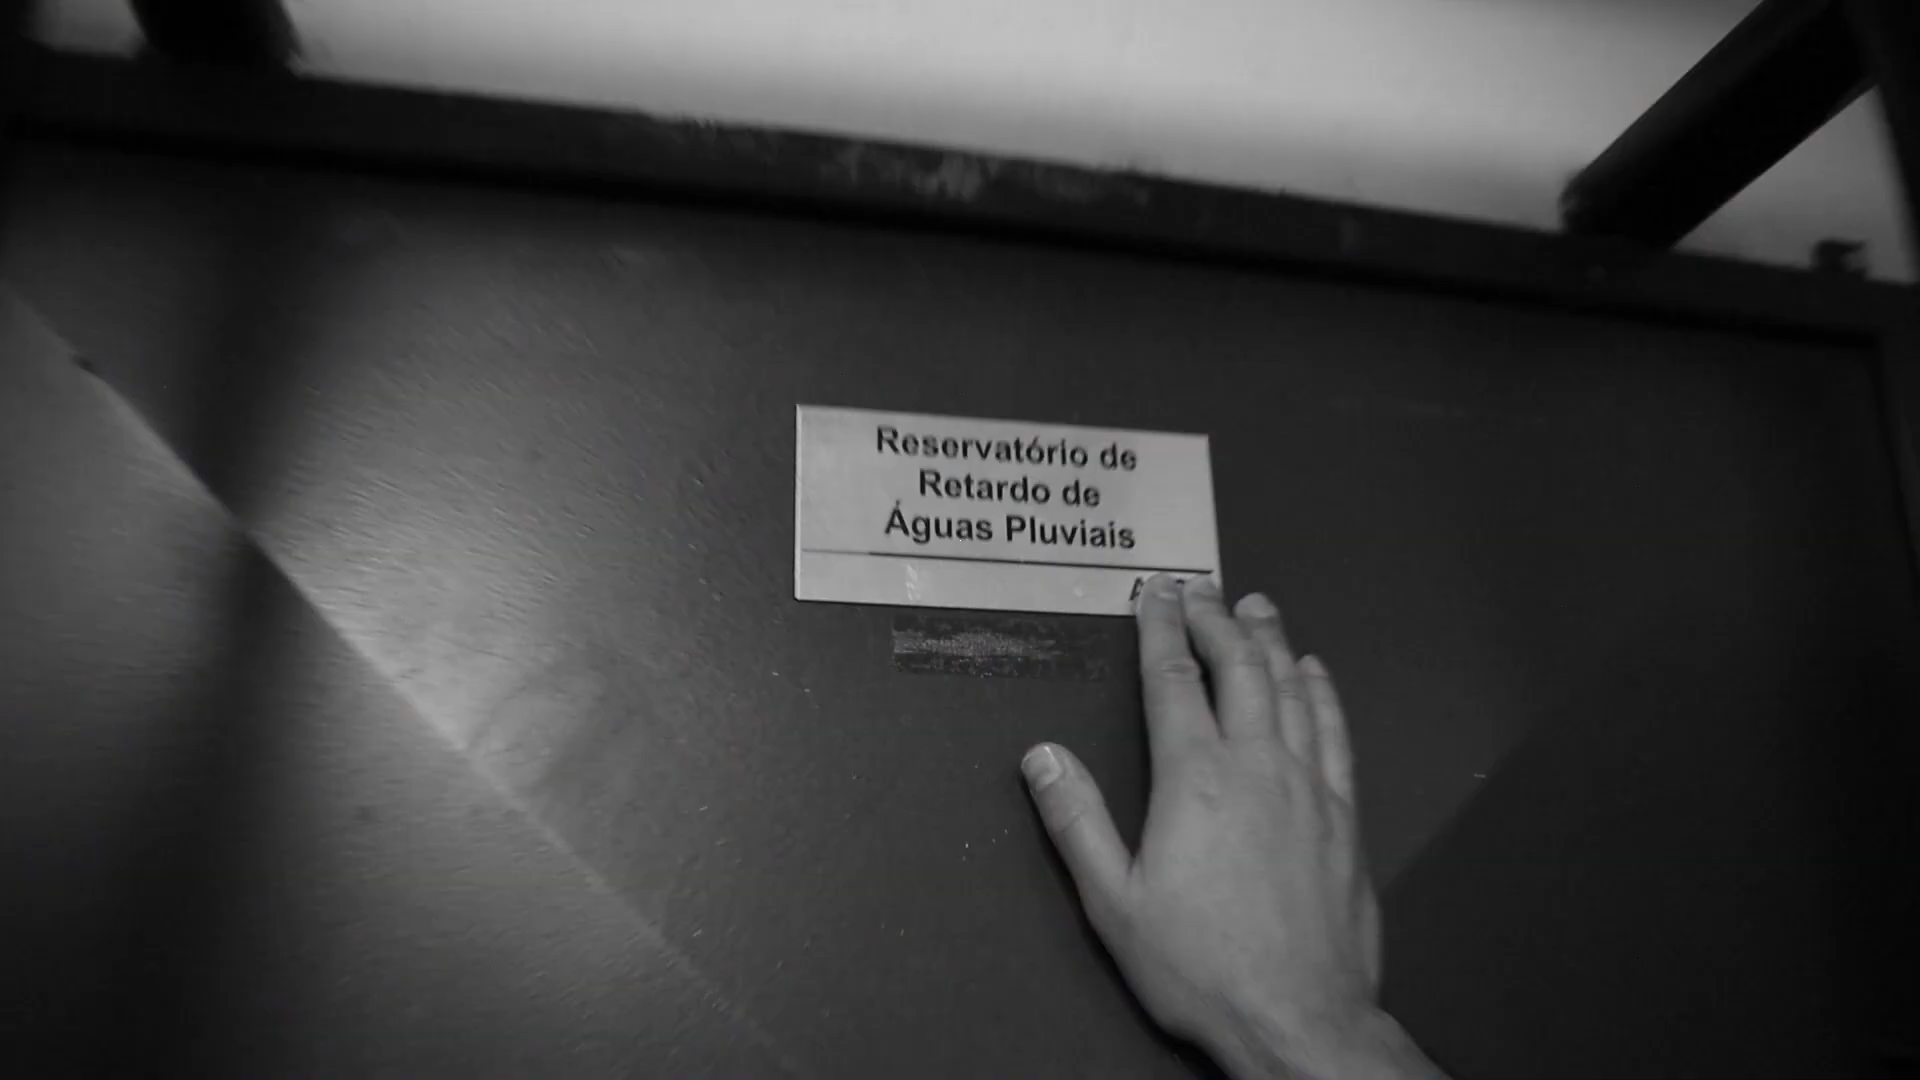 Reservatório de
Retardo de
Águas Pluviais